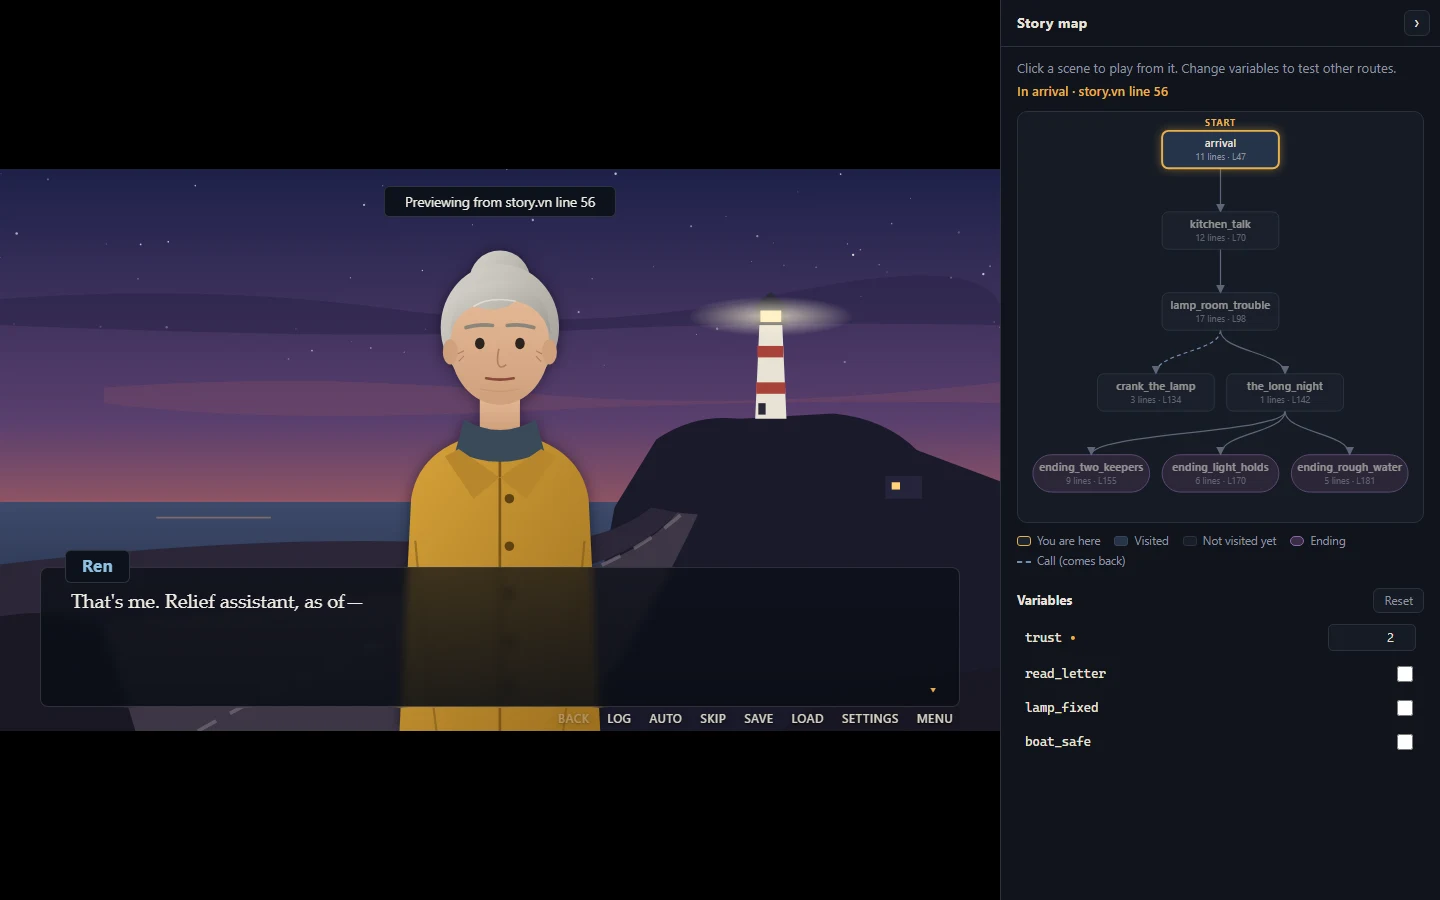 Previewing from story.vn line 56
Ren
That's me. Relief assistant, as of—
BACK LOG AUTO SKIP SAVE LOAD SETTINGS MENU
Story map
Click a scene to play from it. Change variables to test other routes.
In arrival · story.vn line 56
START
arrival
11 lines · L47
kitchen_talk
12 lines · L70
lamp_room_trouble
17 lines · L98
crank_the_lamp
3 lines · L134
the_long_night
1 line · L142
ending_two_keepers
9 lines · L155
ending_light_holds
6 lines · L170
ending_rough_water
5 lines · L181
You are here
Visited
Not visited yet
Ending
Call (comes back)
Variables
Reset
trust
2
read_letter
lamp_fixed
boat_safe